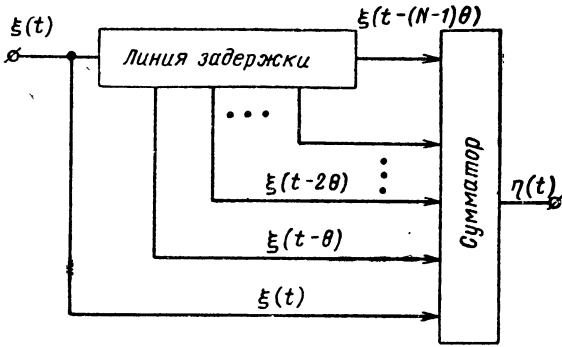 ξ(t)
ξ(t-(N-1)θ)
Линия задержки
• • •
ξ(t-2θ)
ξ(t-θ)
ξ(t)
Сумматор
η(t)